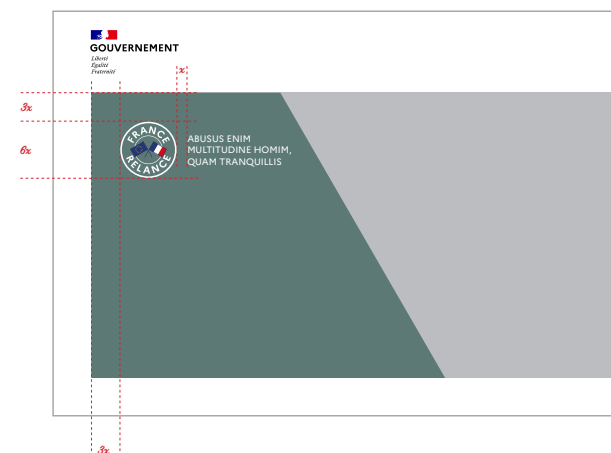 GOUVERNEMENT
Liberté
Égalité
Fraternité
x
3x
6x
FRANCE
RELANCE
ABUSUS ENIM
MULTITUDINE HOMIM,
QUAM TRANQUILLIS
3x